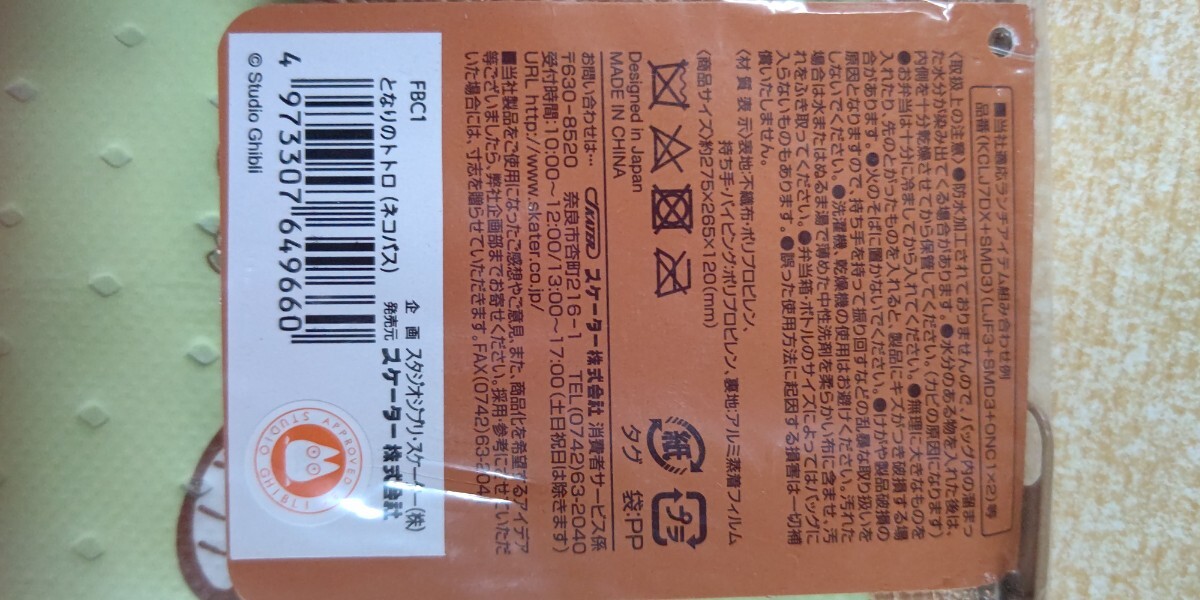 ■当社適応ランチアイテム組み合わせ例
品番(KCLJ7DX+SMD3)(LJF3+SMD3+ONC1×2)等
〈取扱上の注意〉●防水加工されておりませんので、バッグ内の溜まっ
た水分が染み出てくる場合があります。●水分のある物を入れた後は、
内側を十分乾燥させてから保管してください。(カビの原因になります)
●お弁当は十分に冷ましてから入れてください。●無理に大きなものを
入れたり、先のとがったものを入れると、製品にキズがつき破損する場
合があります。●火のそばに置かないでください。●けがや製品破損の
原因となりますので、持ち手を持って振り回すなどの乱暴な取り扱いを
しないでください。●洗濯機、乾燥機の使用はお避けください。汚れた
場合は水またはぬるま湯で薄めた中性洗剤を柔らかい布に含ませ、汚
れをふき取ってください。●弁当箱・ボトルのサイズによってはバッグに
入らないものもあります。●誤った使用方法に起因する損害は一切補
償いたしません。
〈材質表示〉表地:不織布・ポリプロピレン、
持ち手・パイピング:ポリプロピレン、裏地:アルミ蒸着フィルム
〈商品サイズ〉約275×265×120(mm)
紙 タグ
プラ 袋:PP
Designed in Japan
MADE IN CHINA
お問い合わせは… SKATER スケーター株式会社 消費者サービス係
〒630-8520 奈良市杏町216-1 TEL(0742)63-2040
受付時間:10:00〜12:00/13:00〜17:00(土日祝日は除きます)
URL http://www.skater.co.jp/
■当社製品をご使用になったご感想やご意見、また、商品化を希望するアイデア
等ございましたら、弊社企画部までお寄せください。採用・参考にさせていただ
いた場合には、寸志を贈らせていただきます。FAX(0742)63-204
FBC1
となりのトトロ (ネコバス)
企画 スタジオジブリ・スケーター(株)
発売元 スケーター株式会社
4 973307 649660
© Studio Ghibli
STUDIO GHIBLI APPROVED